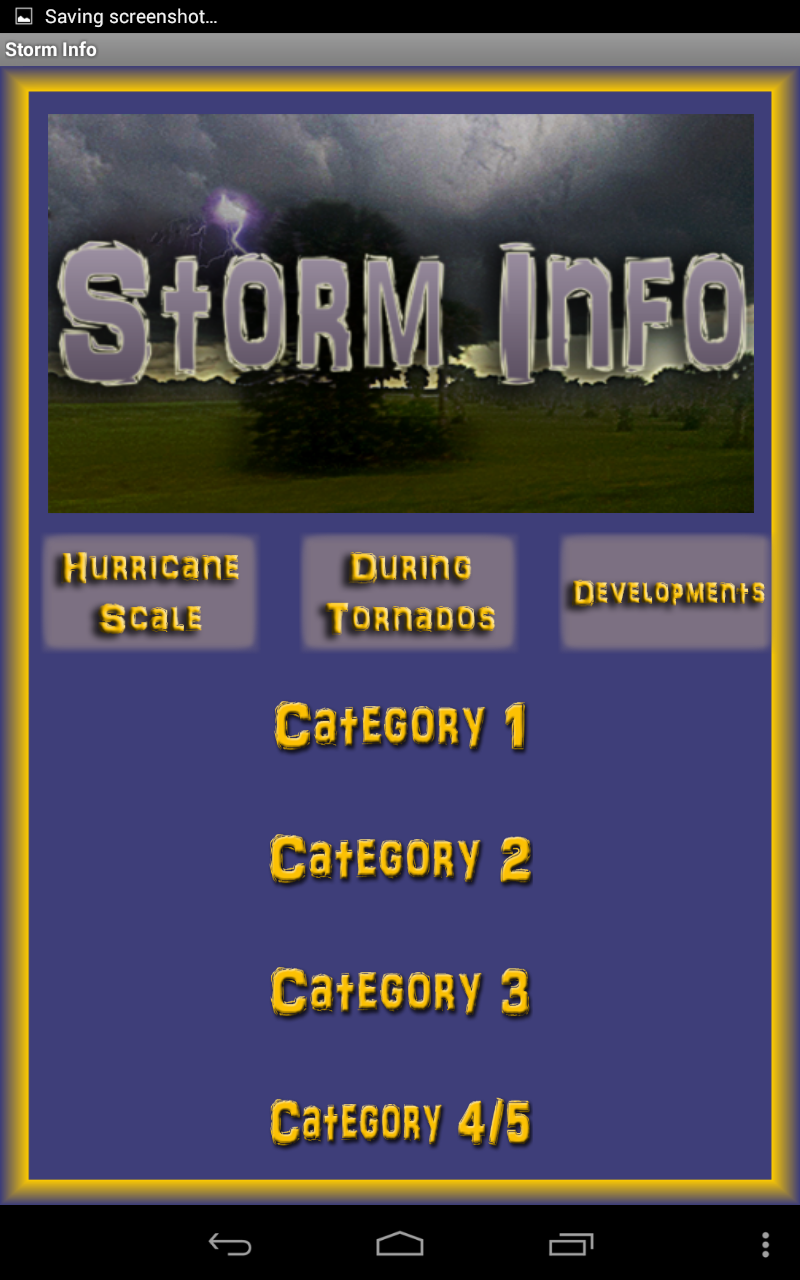 Saving screenshot...
Storm Info
Storm Info
Hurricane
Scale
During
Tornados
Developments
Category 1
Category 2
Category 3
Category 4/5